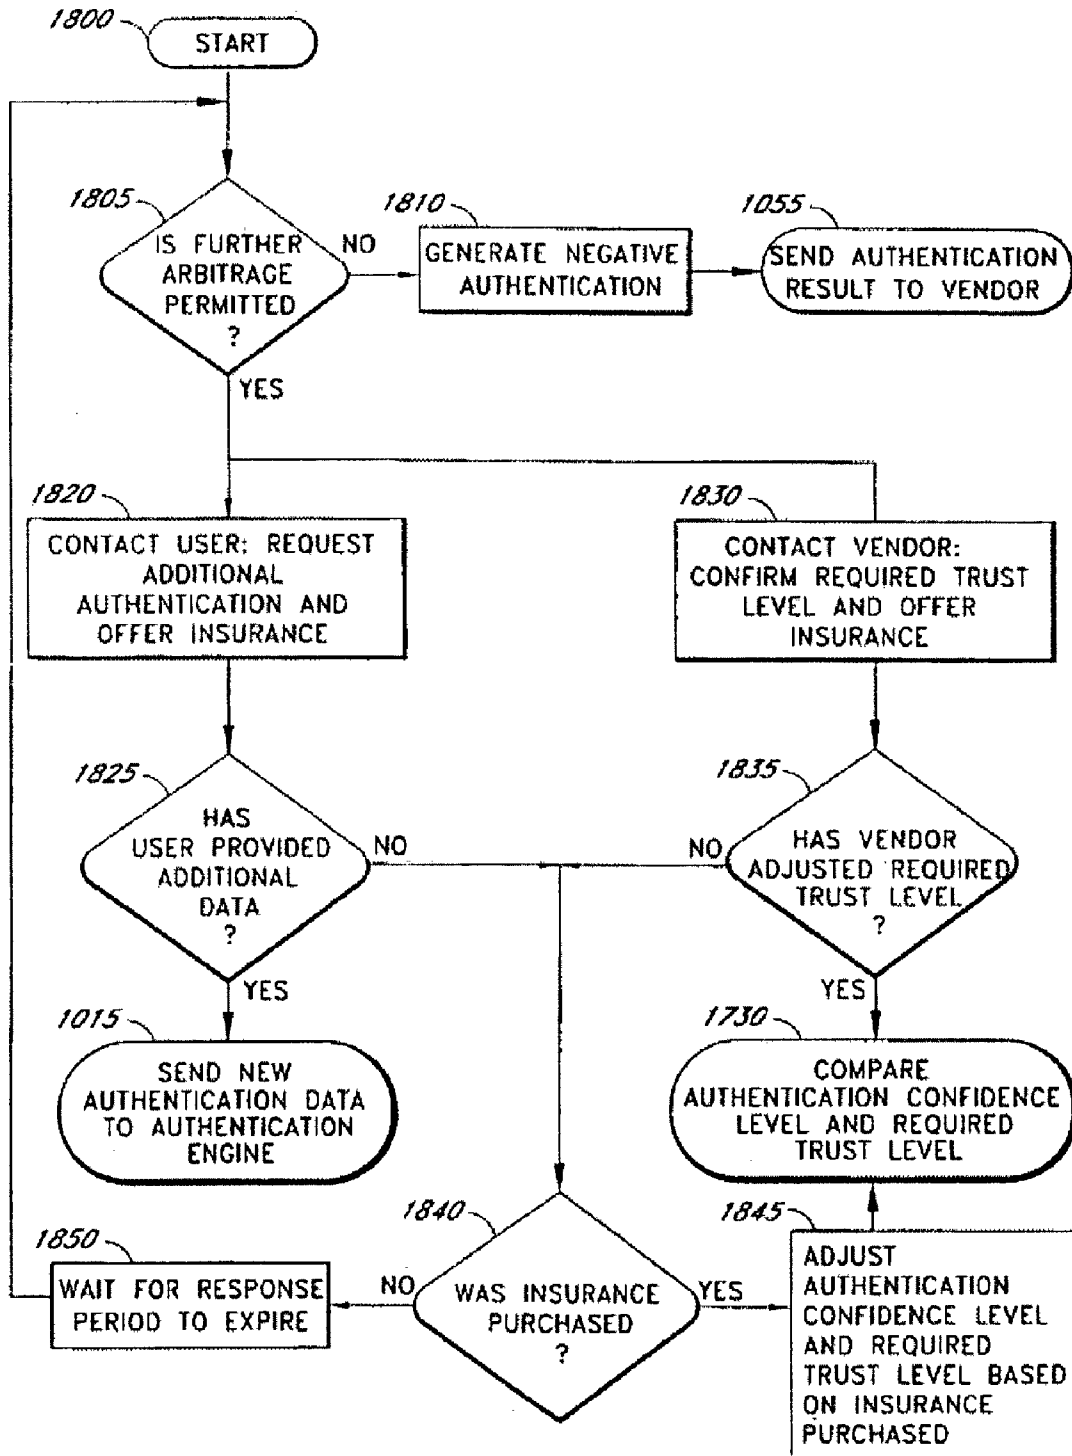 1800
START
1805
IS FURTHER
ARBITRAGE
PERMITTED
?
NO
YES
1810
GENERATE NEGATIVE
AUTHENTICATION
1055
SEND AUTHENTICATION
RESULT TO VENDOR
1820
CONTACT USER: REQUEST
ADDITIONAL
AUTHENTICATION AND
OFFER INSURANCE
1830
CONTACT VENDOR:
CONFIRM REQUIRED TRUST
LEVEL AND OFFER
INSURANCE
1825
HAS
USER PROVIDED
ADDITIONAL
DATA
?
NO
YES
1835
HAS VENDOR
ADJUSTED REQUIRED
TRUST LEVEL
?
NO
YES
1015
SEND NEW
AUTHENTICATION DATA
TO AUTHENTICATION
ENGINE
1730
COMPARE
AUTHENTICATION CONFIDENCE
LEVEL AND REQUIRED
TRUST LEVEL
1850
WAIT FOR RESPONSE
PERIOD TO EXPIRE
1840
WAS INSURANCE
PURCHASED
?
NO
YES
1845
ADJUST
AUTHENTICATION
CONFIDENCE LEVEL
AND REQUIRED
TRUST LEVEL BASED
ON INSURANCE
PURCHASED